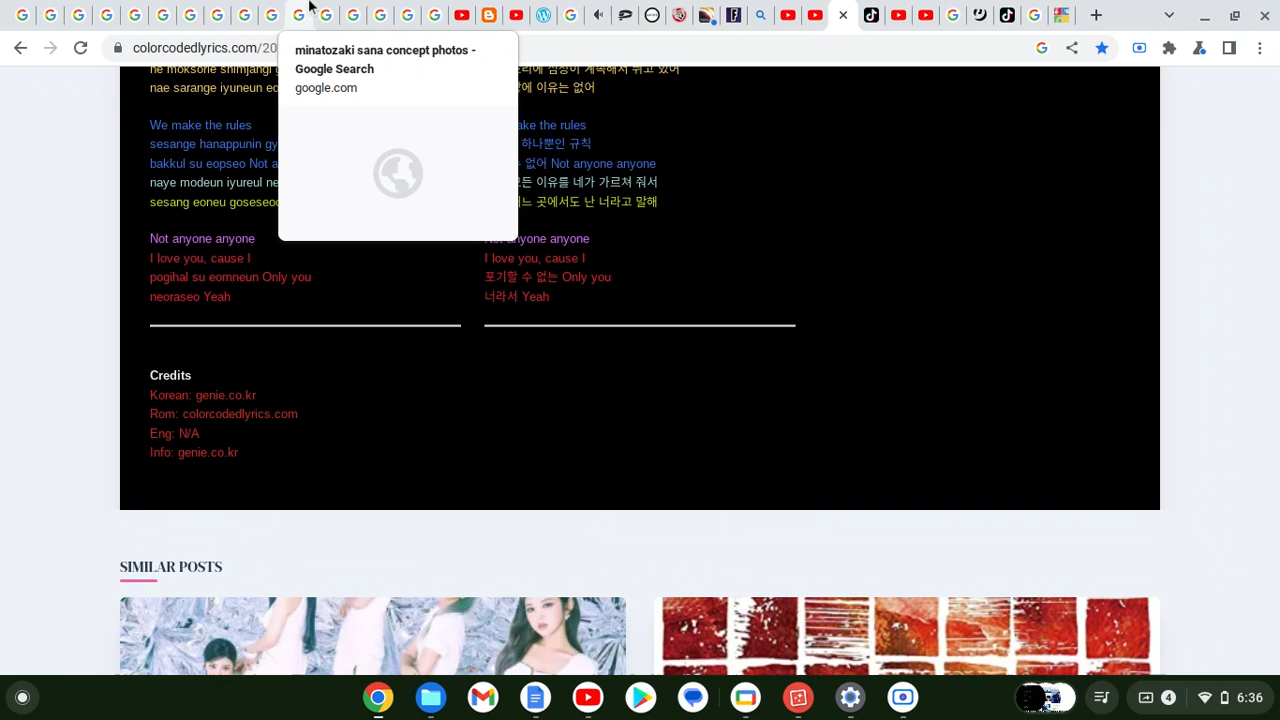 colorcodedlyrics.com/20
minatozaki sana concept photos -
Google Search
google.com
nae sarange iyuneun
에 이유는 없어
We make the rules
sesange hanappunin
bakkul su eopseo Not
naye modeun iyureul
sesang eoneu goseseo
Not anyone anyone
I love you, cause I
pogihal su eomneun Only you
neoraseo Yeah
make the rules
하나뿐인 규칙
없어 Not anyone anyone
이유를 네가 가르쳐 줘서
곳에서도 난 너라고 말해
Not anyone anyone
I love you, cause I
포기할 수 없는 Only you
너라서 Yeah
Credits
Korean: genie.co.kr
Rom: colorcodedlyrics.com
Eng: N/A
Info: genie.co.kr
SIMILAR POSTS
4
6:36